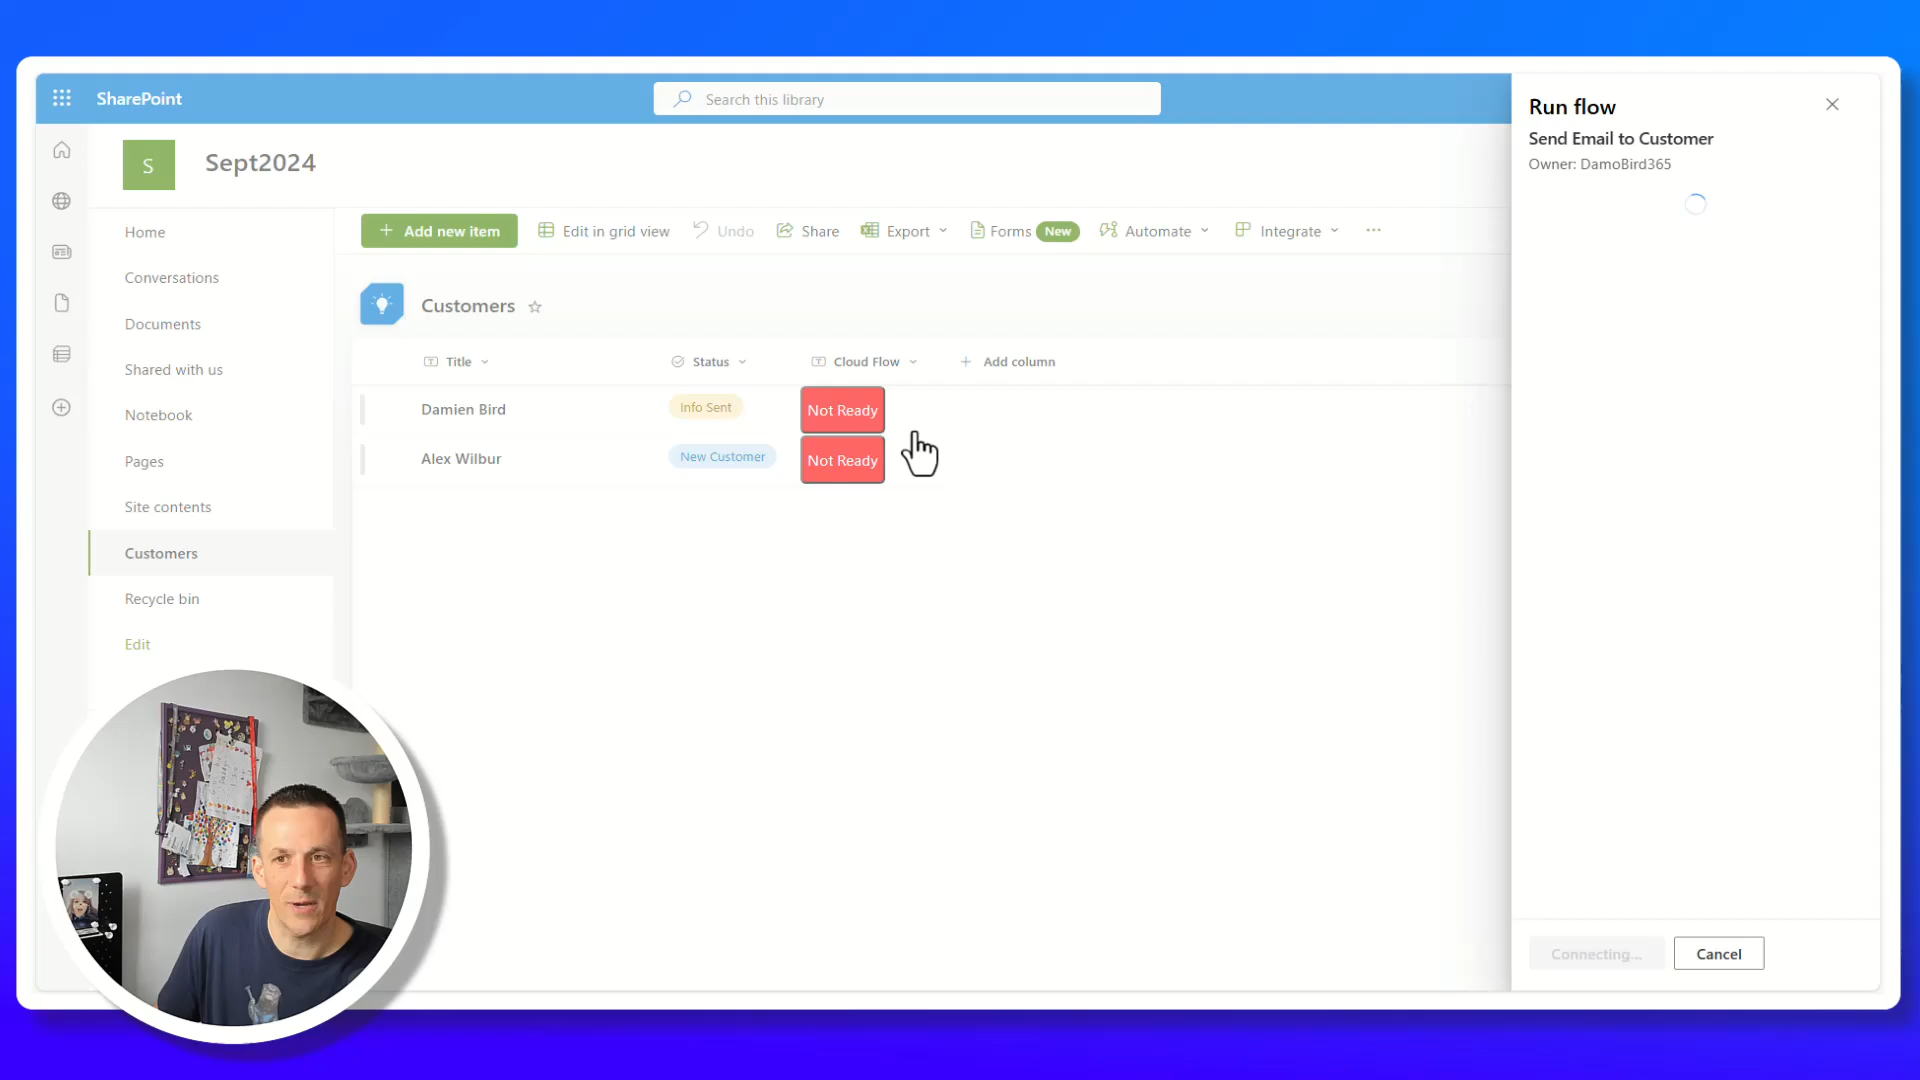 SharePoint
Search this library
S
Sept2024
Home
Conversations
Documents
Shared with us
Notebook
Pages
Site contents
Customers
Recycle bin
Edit
+ Add new item
Edit in grid view
Undo
Share
Export
Forms New
Automate
Integrate
...
Customers
Title
Status
Cloud Flow
+ Add column
Damien Bird
Info Sent
Not Ready
Alex Wilbur
New Customer
Not Ready
Run flow
Send Email to Customer
Owner: DamoBird365
Connecting...
Cancel